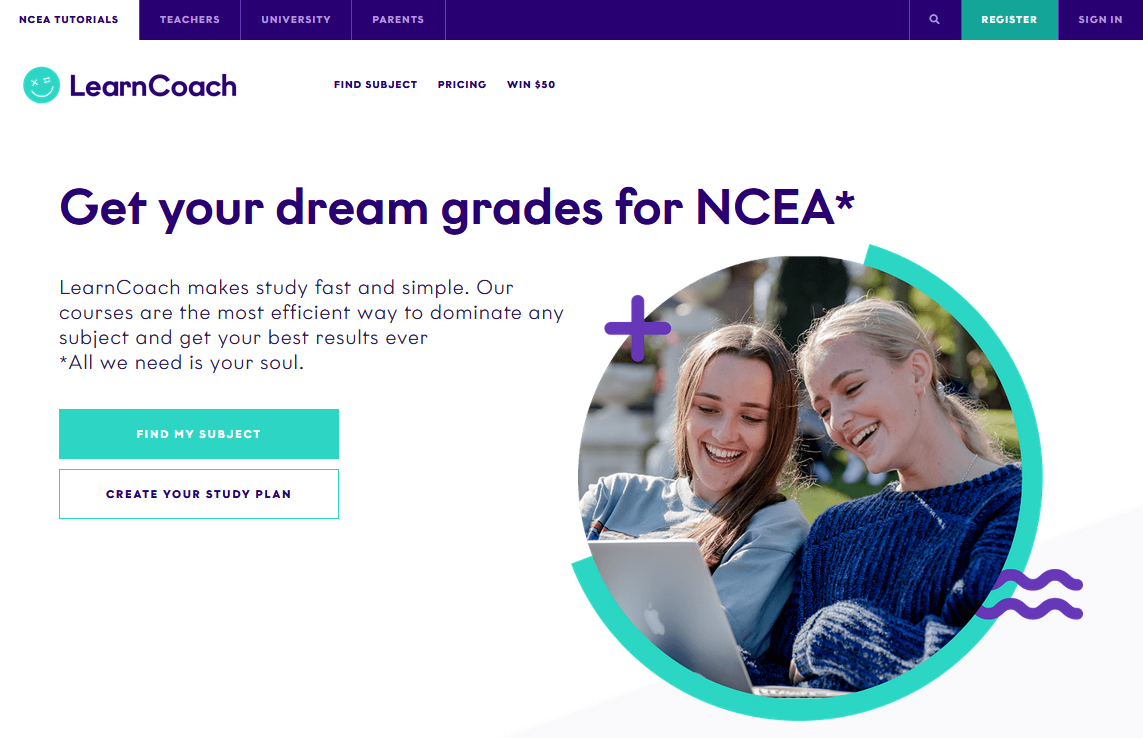 NCEA TUTORIALS TEACHERS UNIVERSITY PARENTS REGISTER SIGN IN
LearnCoach FIND SUBJECT PRICING WIN $50
Get your dream grades for NCEA*
LearnCoach makes study fast and simple. Our
courses are the most efficient way to dominate any
subject and get your best results ever
*All we need is your soul.
FIND MY SUBJECT
CREATE YOUR STUDY PLAN